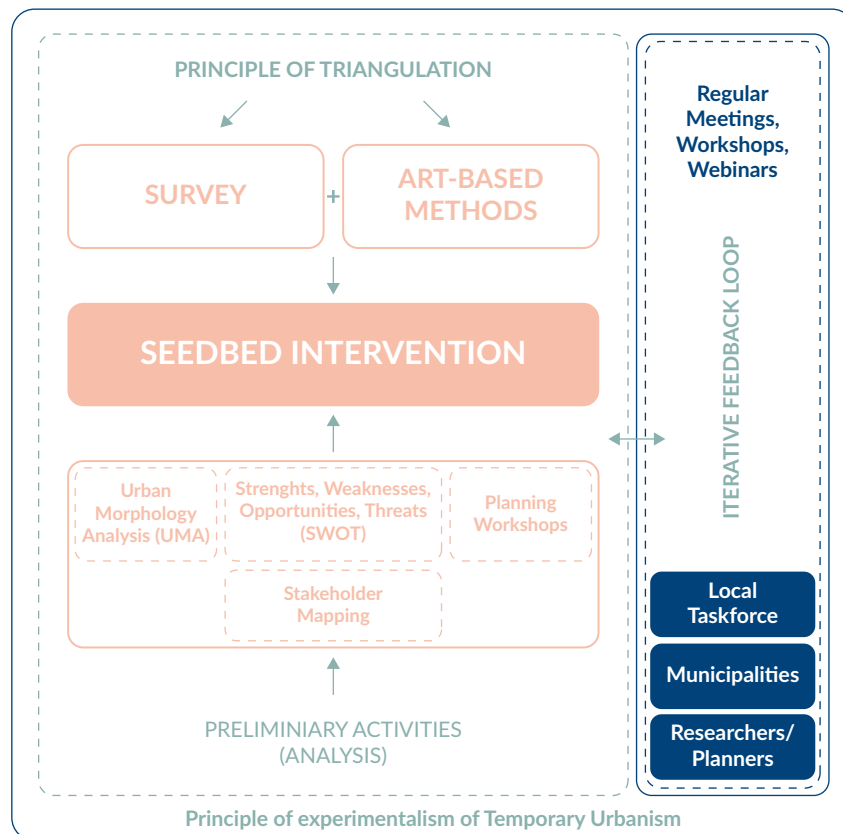 PRINCIPLE OF TRIANGULATION
SURVEY
+
ART-BASED
METHODS
SEEDBED INTERVENTION
Urban
Morphology
Analysis (UMA)
Strenghts, Weaknesses,
Opportunities, Threats
(SWOT)
Planning
Workshops
Stakeholder
Mapping
PRELIMINIARY ACTIVITIES
(ANALYSIS)
Principle of experimentalism of Temporary Urbanism
Regular
Meetings,
Workshops,
Webinars
ITERATIVE FEEDBACK LOOP
Local
Taskforce
Municipalities
Researchers/
Planners